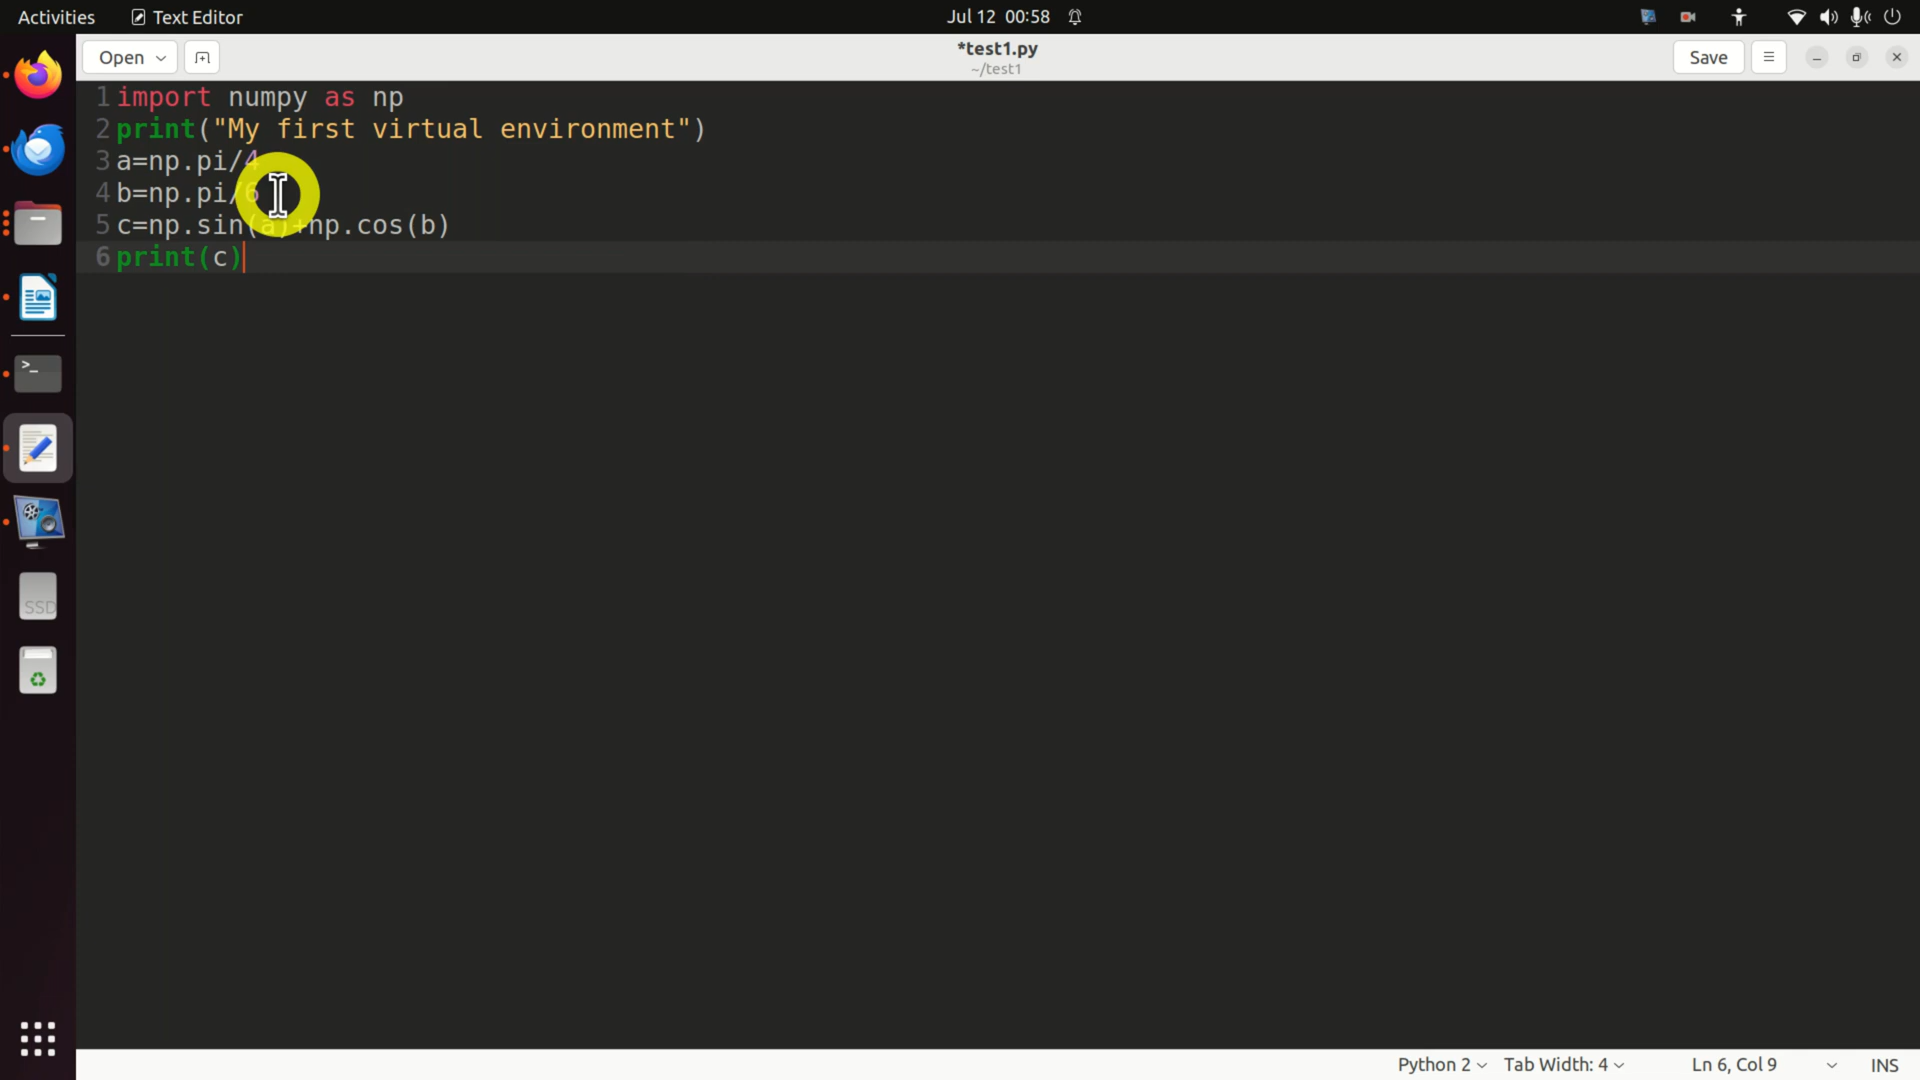 Activities
Text Editor
Jul 12 00:58
Open
*test1.py
~/test1
Save
1 import numpy as np
2 print("My first virtual environment")
3 a=np.pi/4
4 b=np.pi/6
5 c=np.sin(a)+np.cos(b)
6 print(c)
>_
SSD
Python 2
Tab Width: 4
Ln 6, Col 9
INS